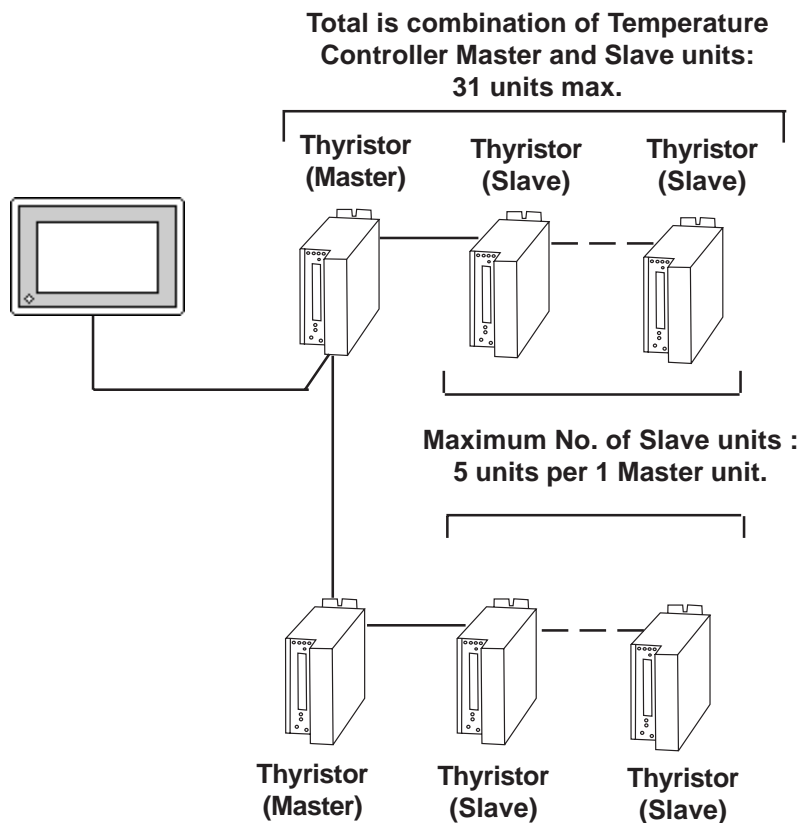 Total is combination of Temperature
Controller Master and Slave units:
31 units max.
Thyristor
(Master)
Thyristor
(Slave)
Thyristor
(Slave)
Maximum No. of Slave units :
5 units per 1 Master unit.
Thyristor
(Master)
Thyristor
(Slave)
Thyristor
(Slave)